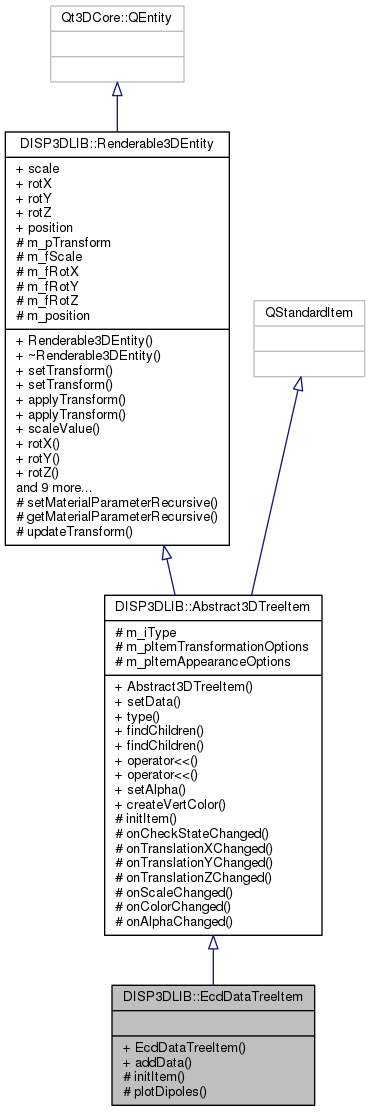 Qt3DCore::QEntity
DISP3DLIB::Renderable3DEntity
+ scale
+ rotX
+ rotY
+ rotZ
+ position
# m_pTransform
# m_fScale
# m_fRotX
# m_fRotY
# m_fRotZ
# m_position
+ Renderable3DEntity()
+ ~Renderable3DEntity()
+ setTransform()
+ setTransform()
+ applyTransform()
+ applyTransform()
+ scaleValue()
+ rotX()
+ rotY()
+ rotZ()
and 9 more...
# setMaterialParameterRecursive()
# getMaterialParameterRecursive()
# updateTransform()
QStandardItem
DISP3DLIB::Abstract3DTreeItem
# m_iType
# m_pItemTransformationOptions
# m_pItemAppearanceOptions
+ Abstract3DTreeItem()
+ setData()
+ type()
+ findChildren()
+ findChildren()
+ operator<<()
+ operator<<()
+ setAlpha()
+ createVertColor()
# initItem()
# onCheckStateChanged()
# onTranslationXChanged()
# onTranslationYChanged()
# onTranslationZChanged()
# onScaleChanged()
# onColorChanged()
# onAlphaChanged()
DISP3DLIB::EcdDataTreeItem
+ EcdDataTreeItem()
+ addData()
# initItem()
# plotDipoles()